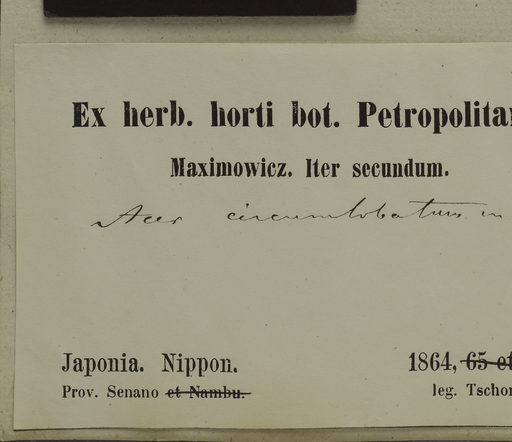 Ex herb. horti bot. Petropolitan
Maximowicz. Iter secundum.
Acer circumlobatum in
Japonia. Nippon. 1864, 65 et
Prov. Senano et Nambu. leg. Tschon